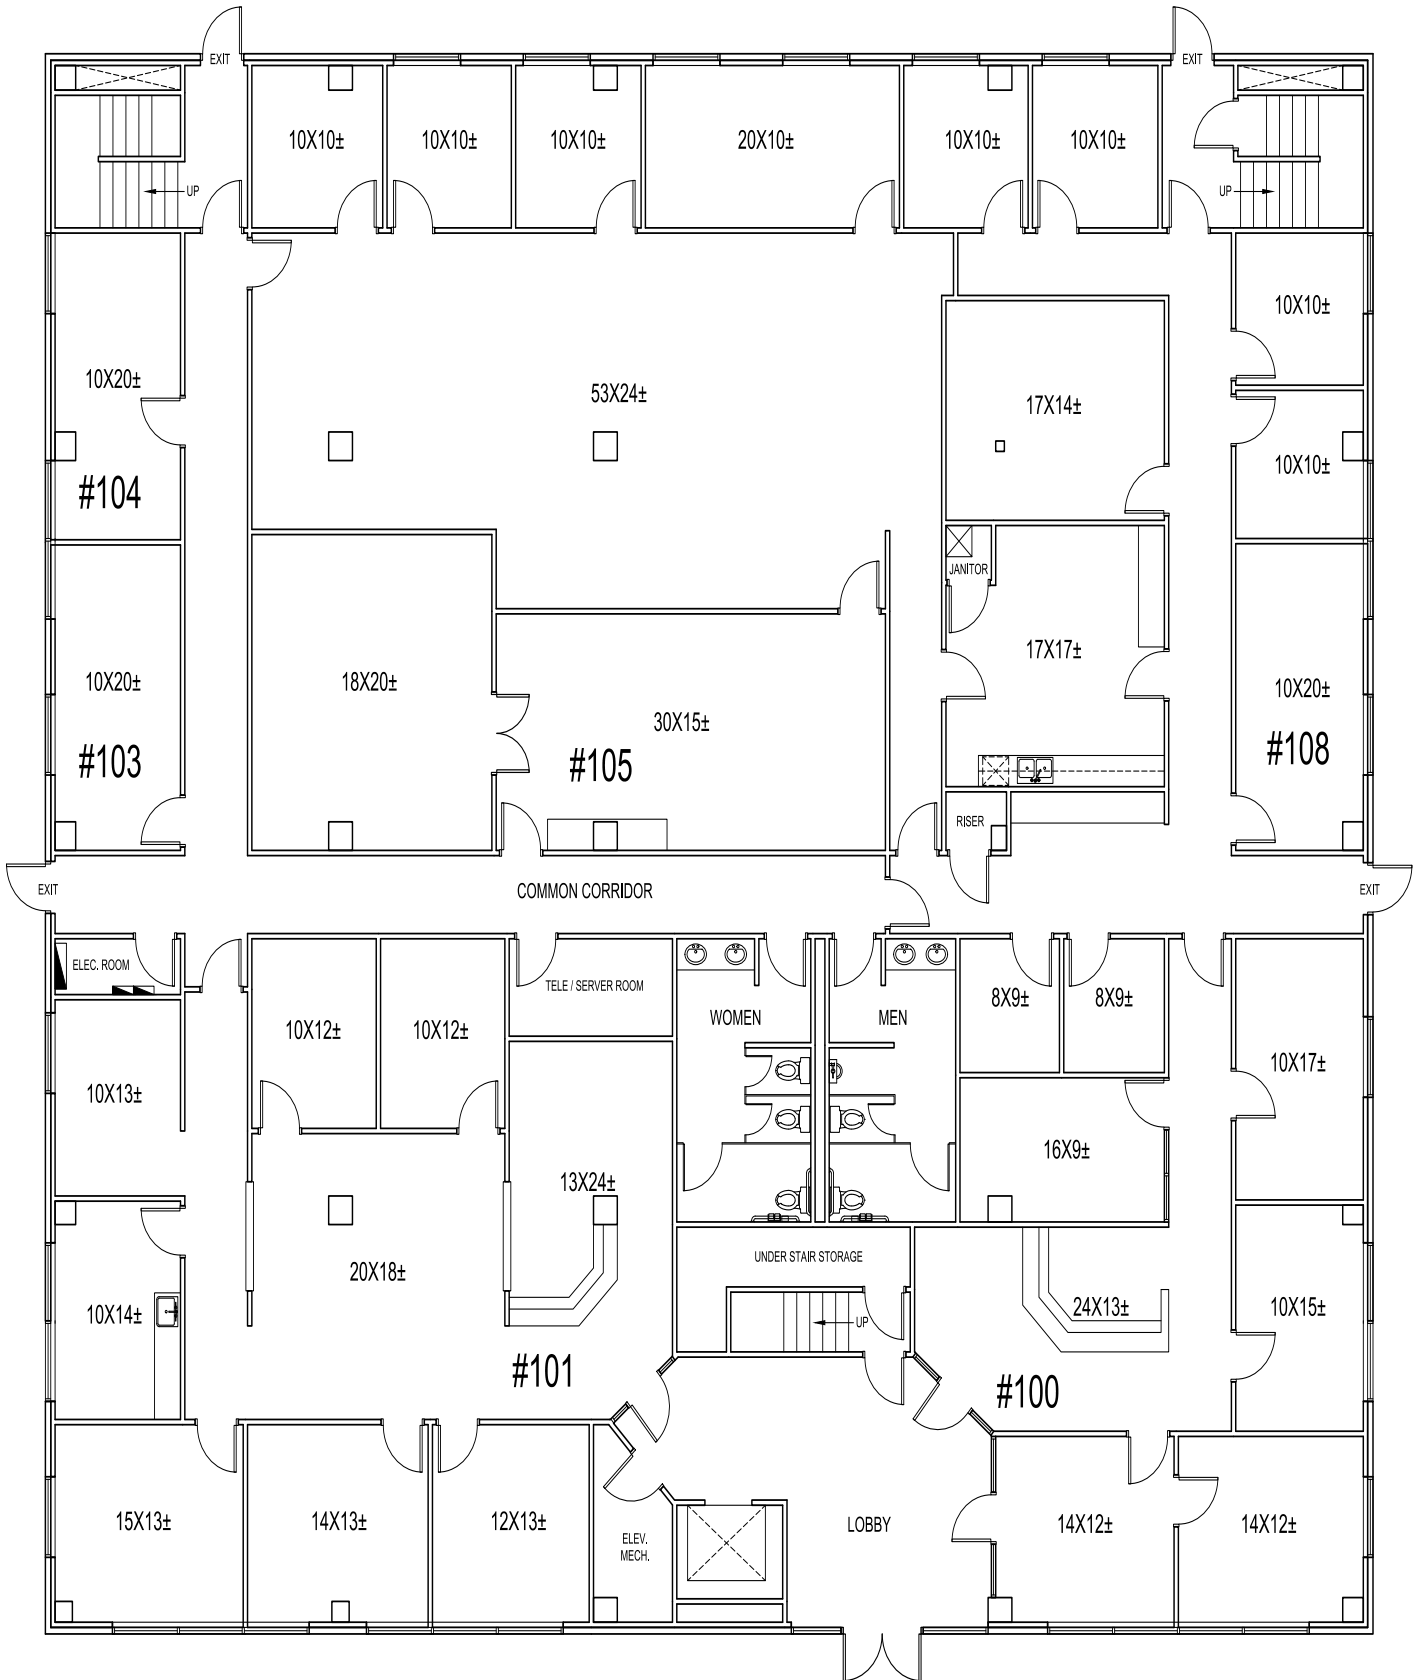 EXIT
EXIT
10X10±
10X10±
10X10±
20X10±
10X10±
10X10±
UP
UP
10X10±
10X20±
53X24±
17X14±
10X10±
#104
JANITOR
17X17±
10X20±
18X20±
10X20±
30X15±
#103
#105
#108
RISER
EXIT
COMMON CORRIDOR
EXIT
ELEC. ROOM
TELE / SERVER ROOM
8X9±
8X9±
WOMEN
MEN
10X12±
10X12±
10X17±
10X13±
16X9±
13X24±
UNDER STAIR STORAGE
20X18±
10X14±
24X13±
10X15±
UP
#101
#100
15X13±
14X13±
12X13±
LOBBY
14X12±
14X12±
ELEV.
MECH.